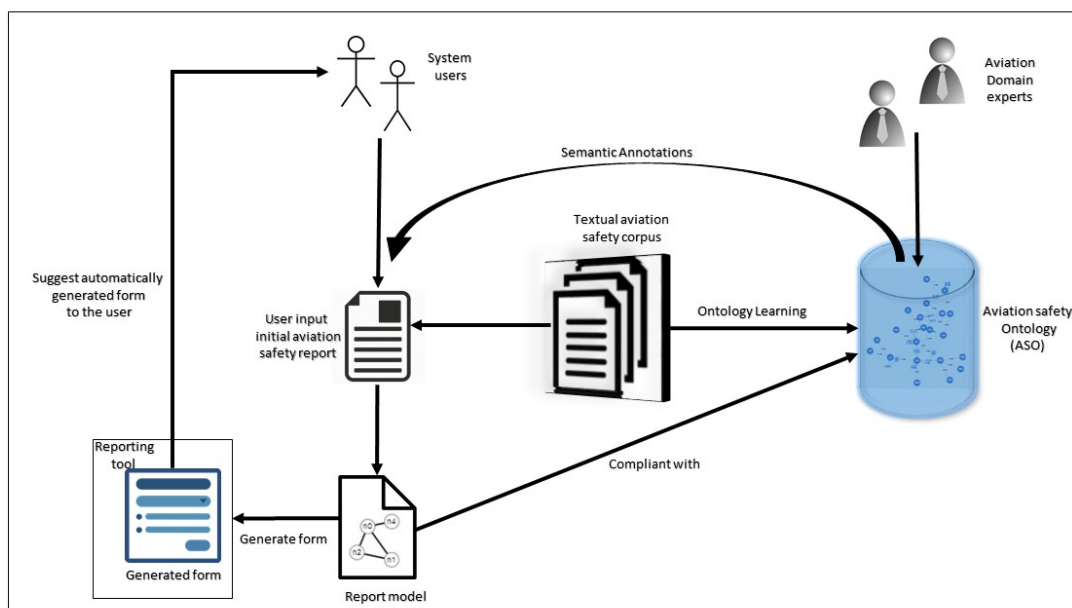 System
users
Aviation
Domain
experts
Semantic Annotations
Textual aviation
safety corpus
Suggest automatically
generated form
to the user
User input
initial aviation
safety report
Ontology Learning
Aviation safety
Ontology
(ASO)
Reporting
tool
Compliant with
n0
n4
n2
n1
Generate form
Generated form
Report model